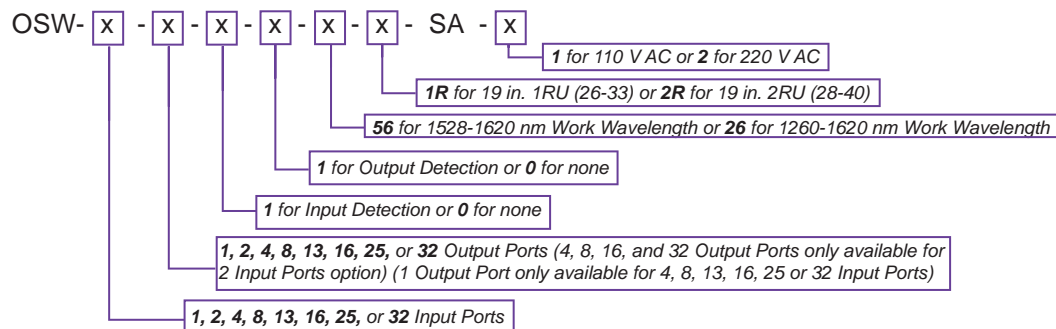 OSW- x - x - x - x - x - x - SA - x
1 for 110 V AC or 2 for 220 V AC
1R for 19 in. 1RU (26-33) or 2R for 19 in. 2RU (28-40)
56 for 1528-1620 nm Work Wavelength or 26 for 1260-1620 nm Work Wavelength
1 for Output Detection or 0 for none
1 for Input Detection or 0 for none
1, 2, 4, 8, 13, 16, 25, or 32 Output Ports (4, 8, 16, and 32 Output Ports only available for
2 Input Ports option) (1 Output Port only available for 4, 8, 13, 16, 25 or 32 Input Ports)
1, 2, 4, 8, 13, 16, 25, or 32 Input Ports